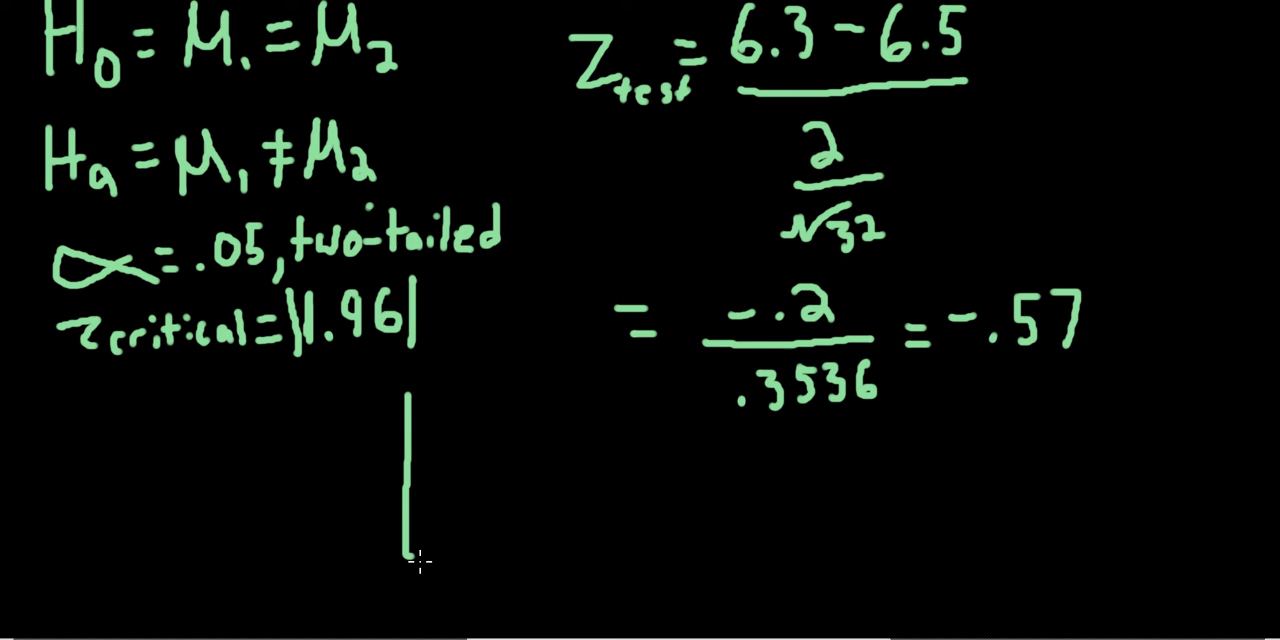 H₀ = μ₁ = μ₂
Hₐ = μ₁ ≠ μ₂
α = .05, two-tailed
z critical = |1.96|
Z test = 6.3 - 6.5
2
√32
= -.2 = -.57
.3536